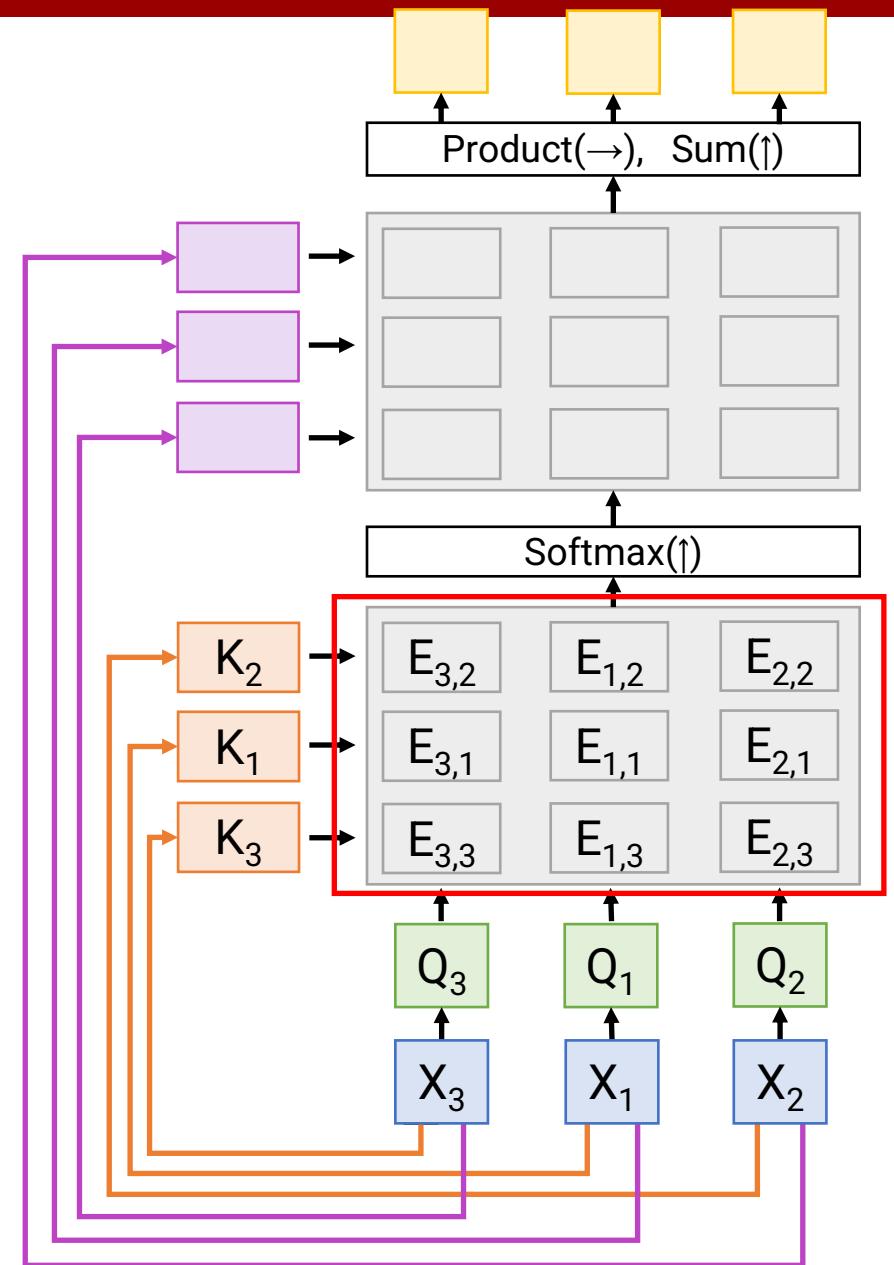 Product(→), Sum(↑)
Softmax(↑)
K₂ E₃,₂ E₁,₂ E₂,₂
K₁ E₃,₁ E₁,₁ E₂,₁
K₃ E₃,₃ E₁,₃ E₂,₃
Q₃ Q₁ Q₂
X₃ X₁ X₂